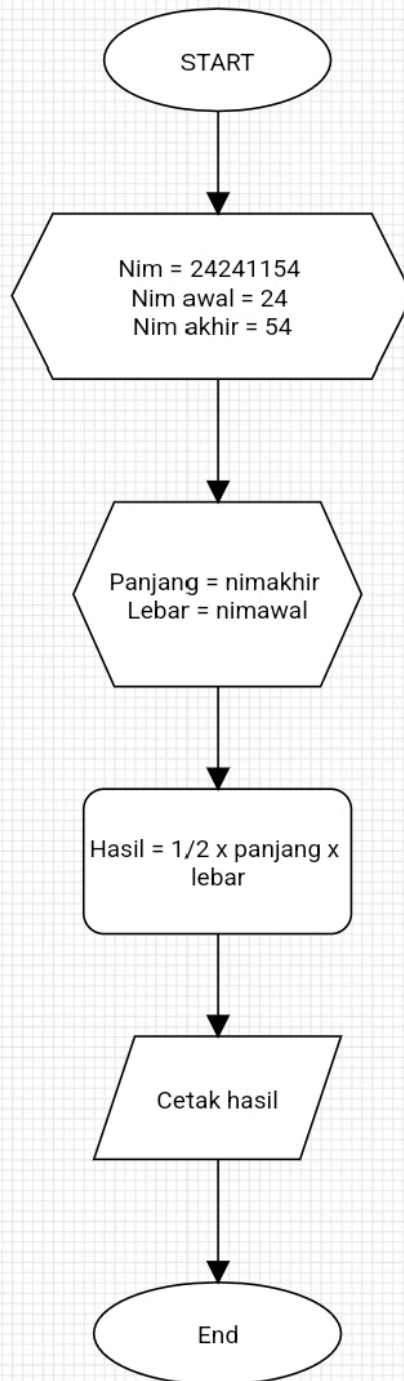 START
Nim = 24241154
Nim awal = 24
Nim akhir = 54
Panjang = nimakhir
Lebar = nimawal
Hasil = 1/2 x panjang x
lebar
Cetak hasil
End